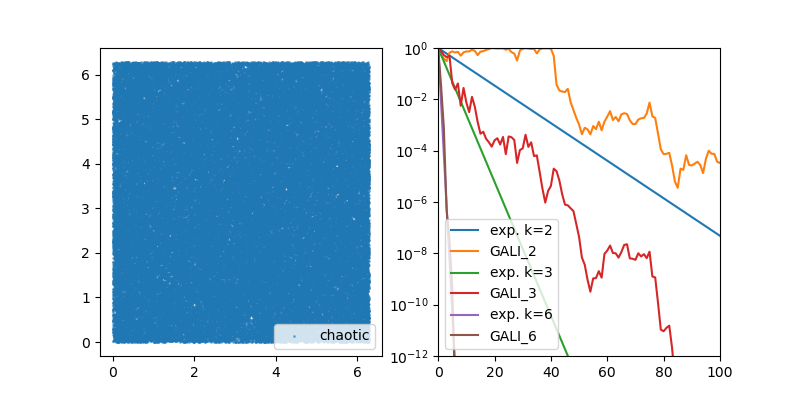 6
5
4
3
2
1
0
0 2 4 6
chaotic
10⁰
10⁻²
10⁻⁴
10⁻⁶
10⁻⁸
10⁻¹⁰
10⁻¹²
0 20 40 60 80 100
exp. k=2
GALI_2
exp. k=3
GALI_3
exp. k=6
GALI_6